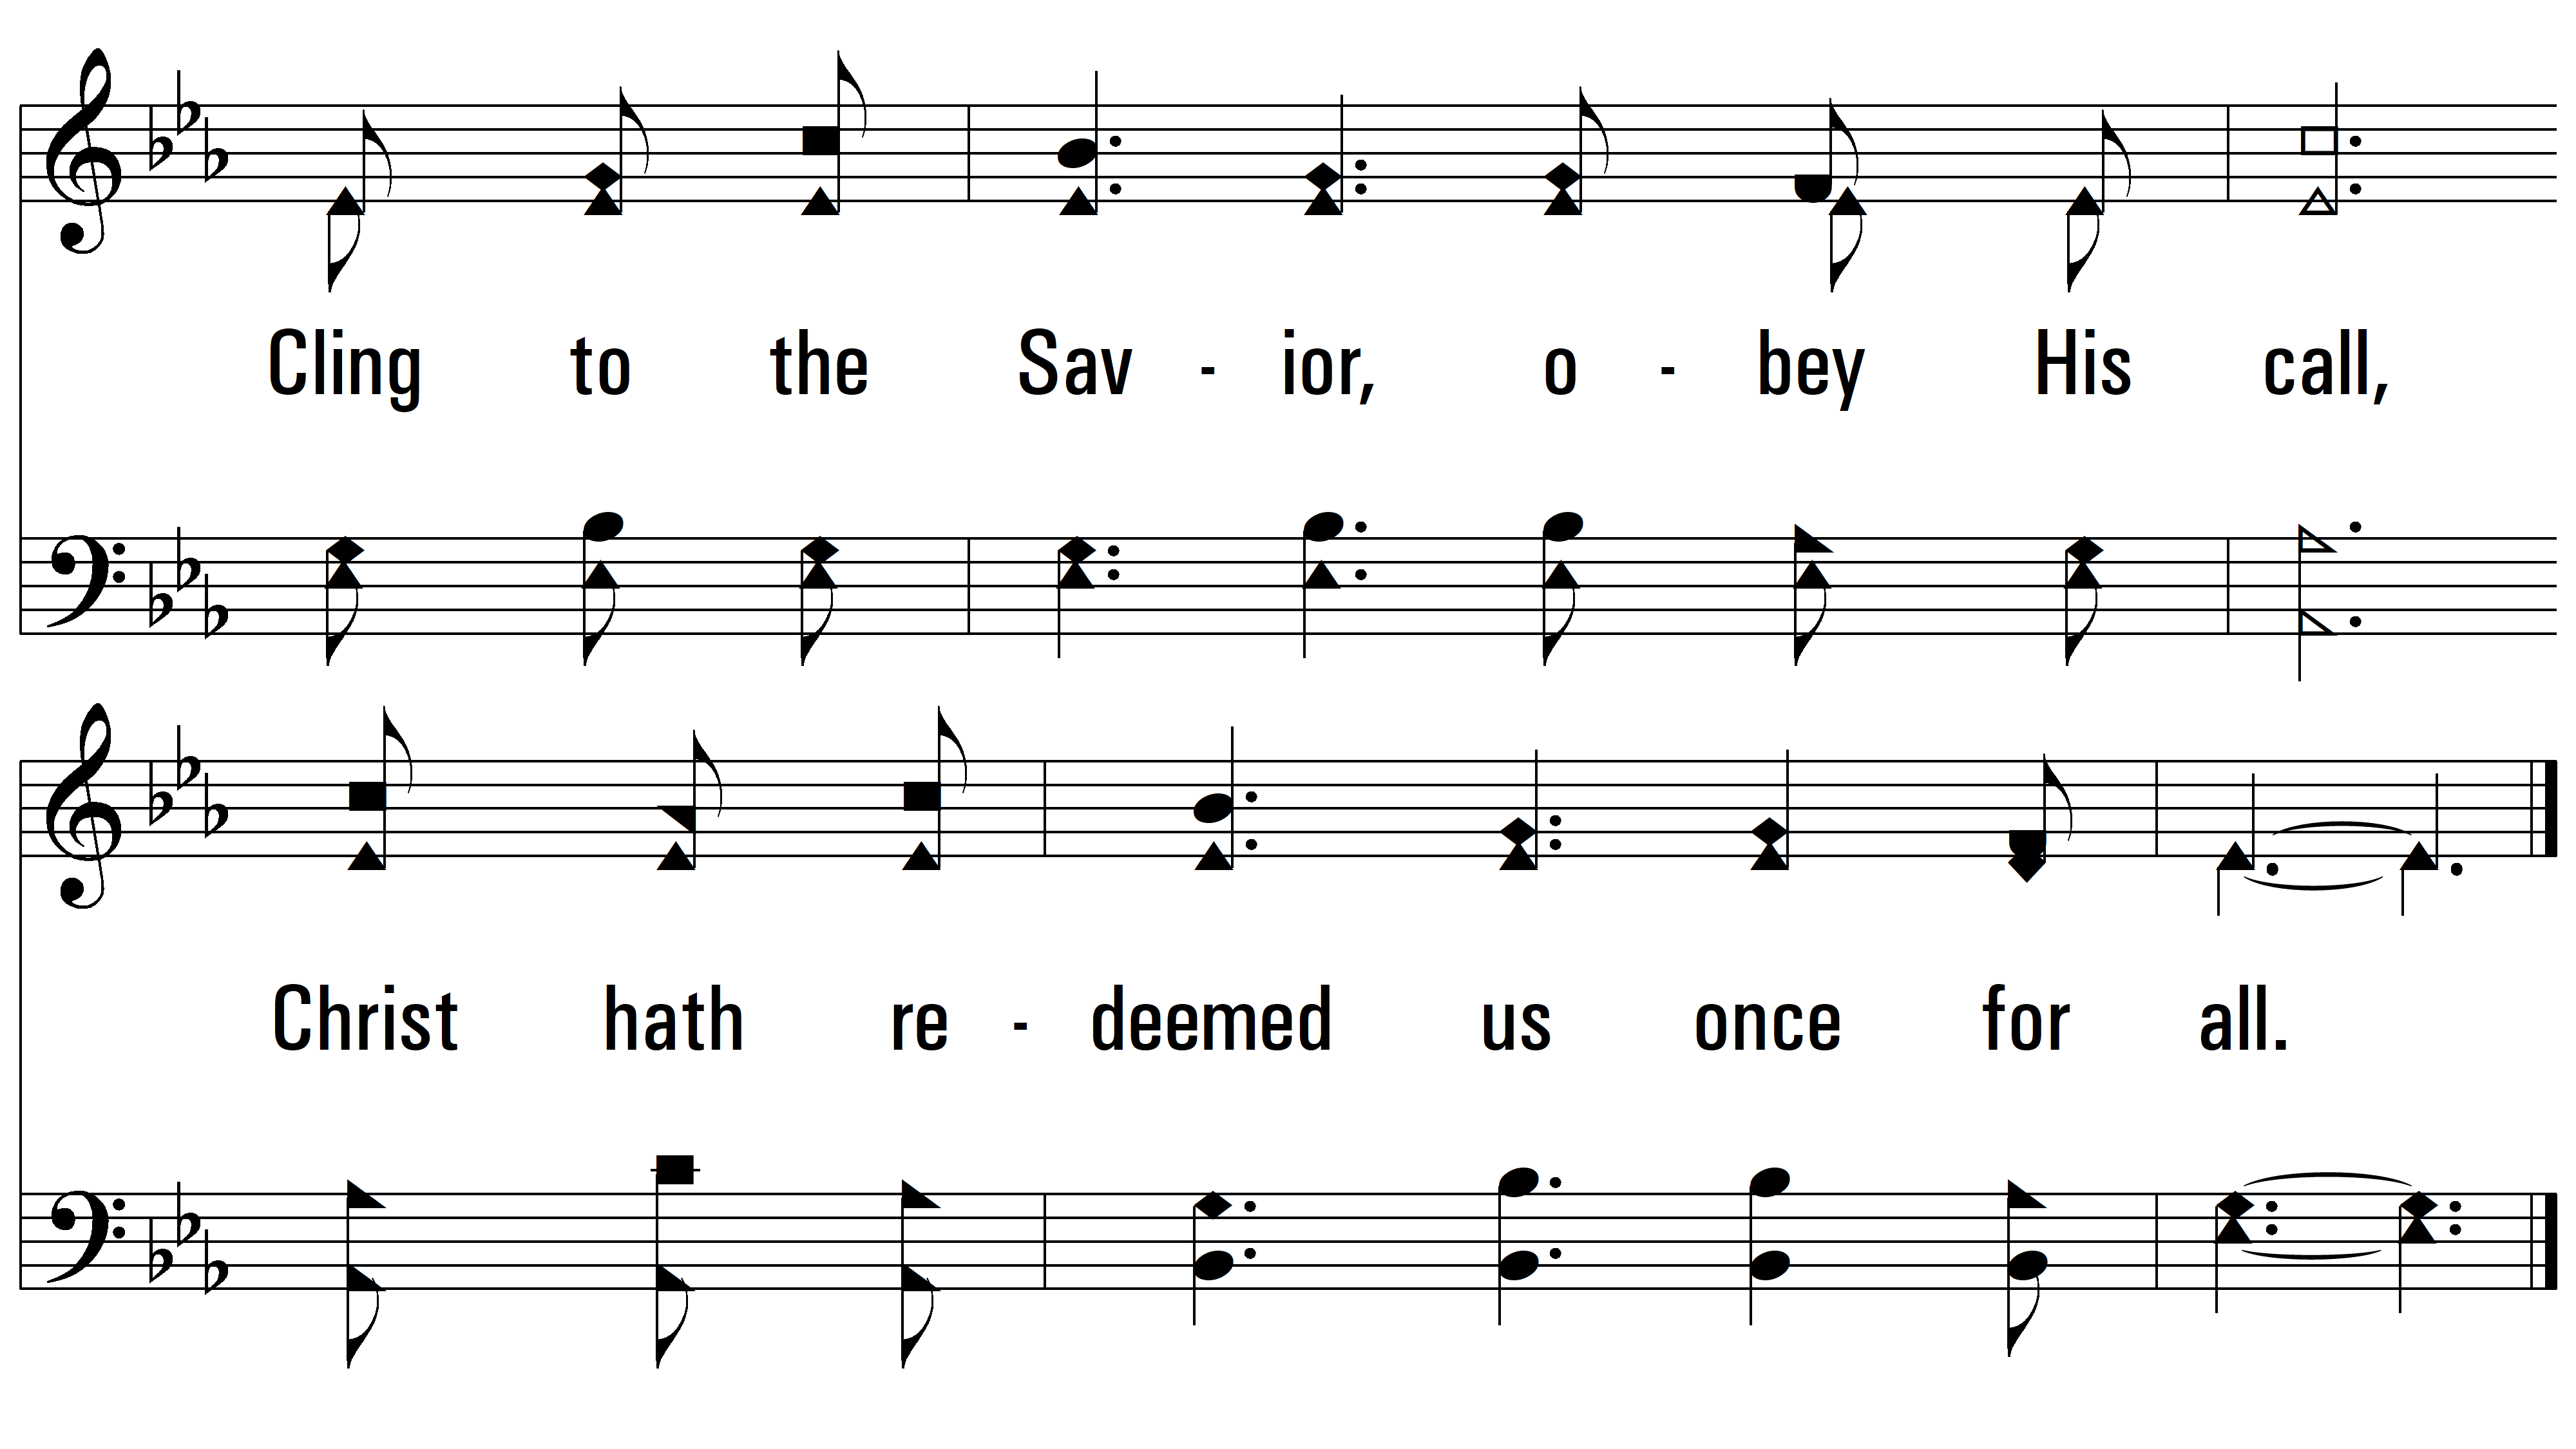 Cling to the Sav - ior, o - bey His call,
Christ hath re - deemed us once for all.